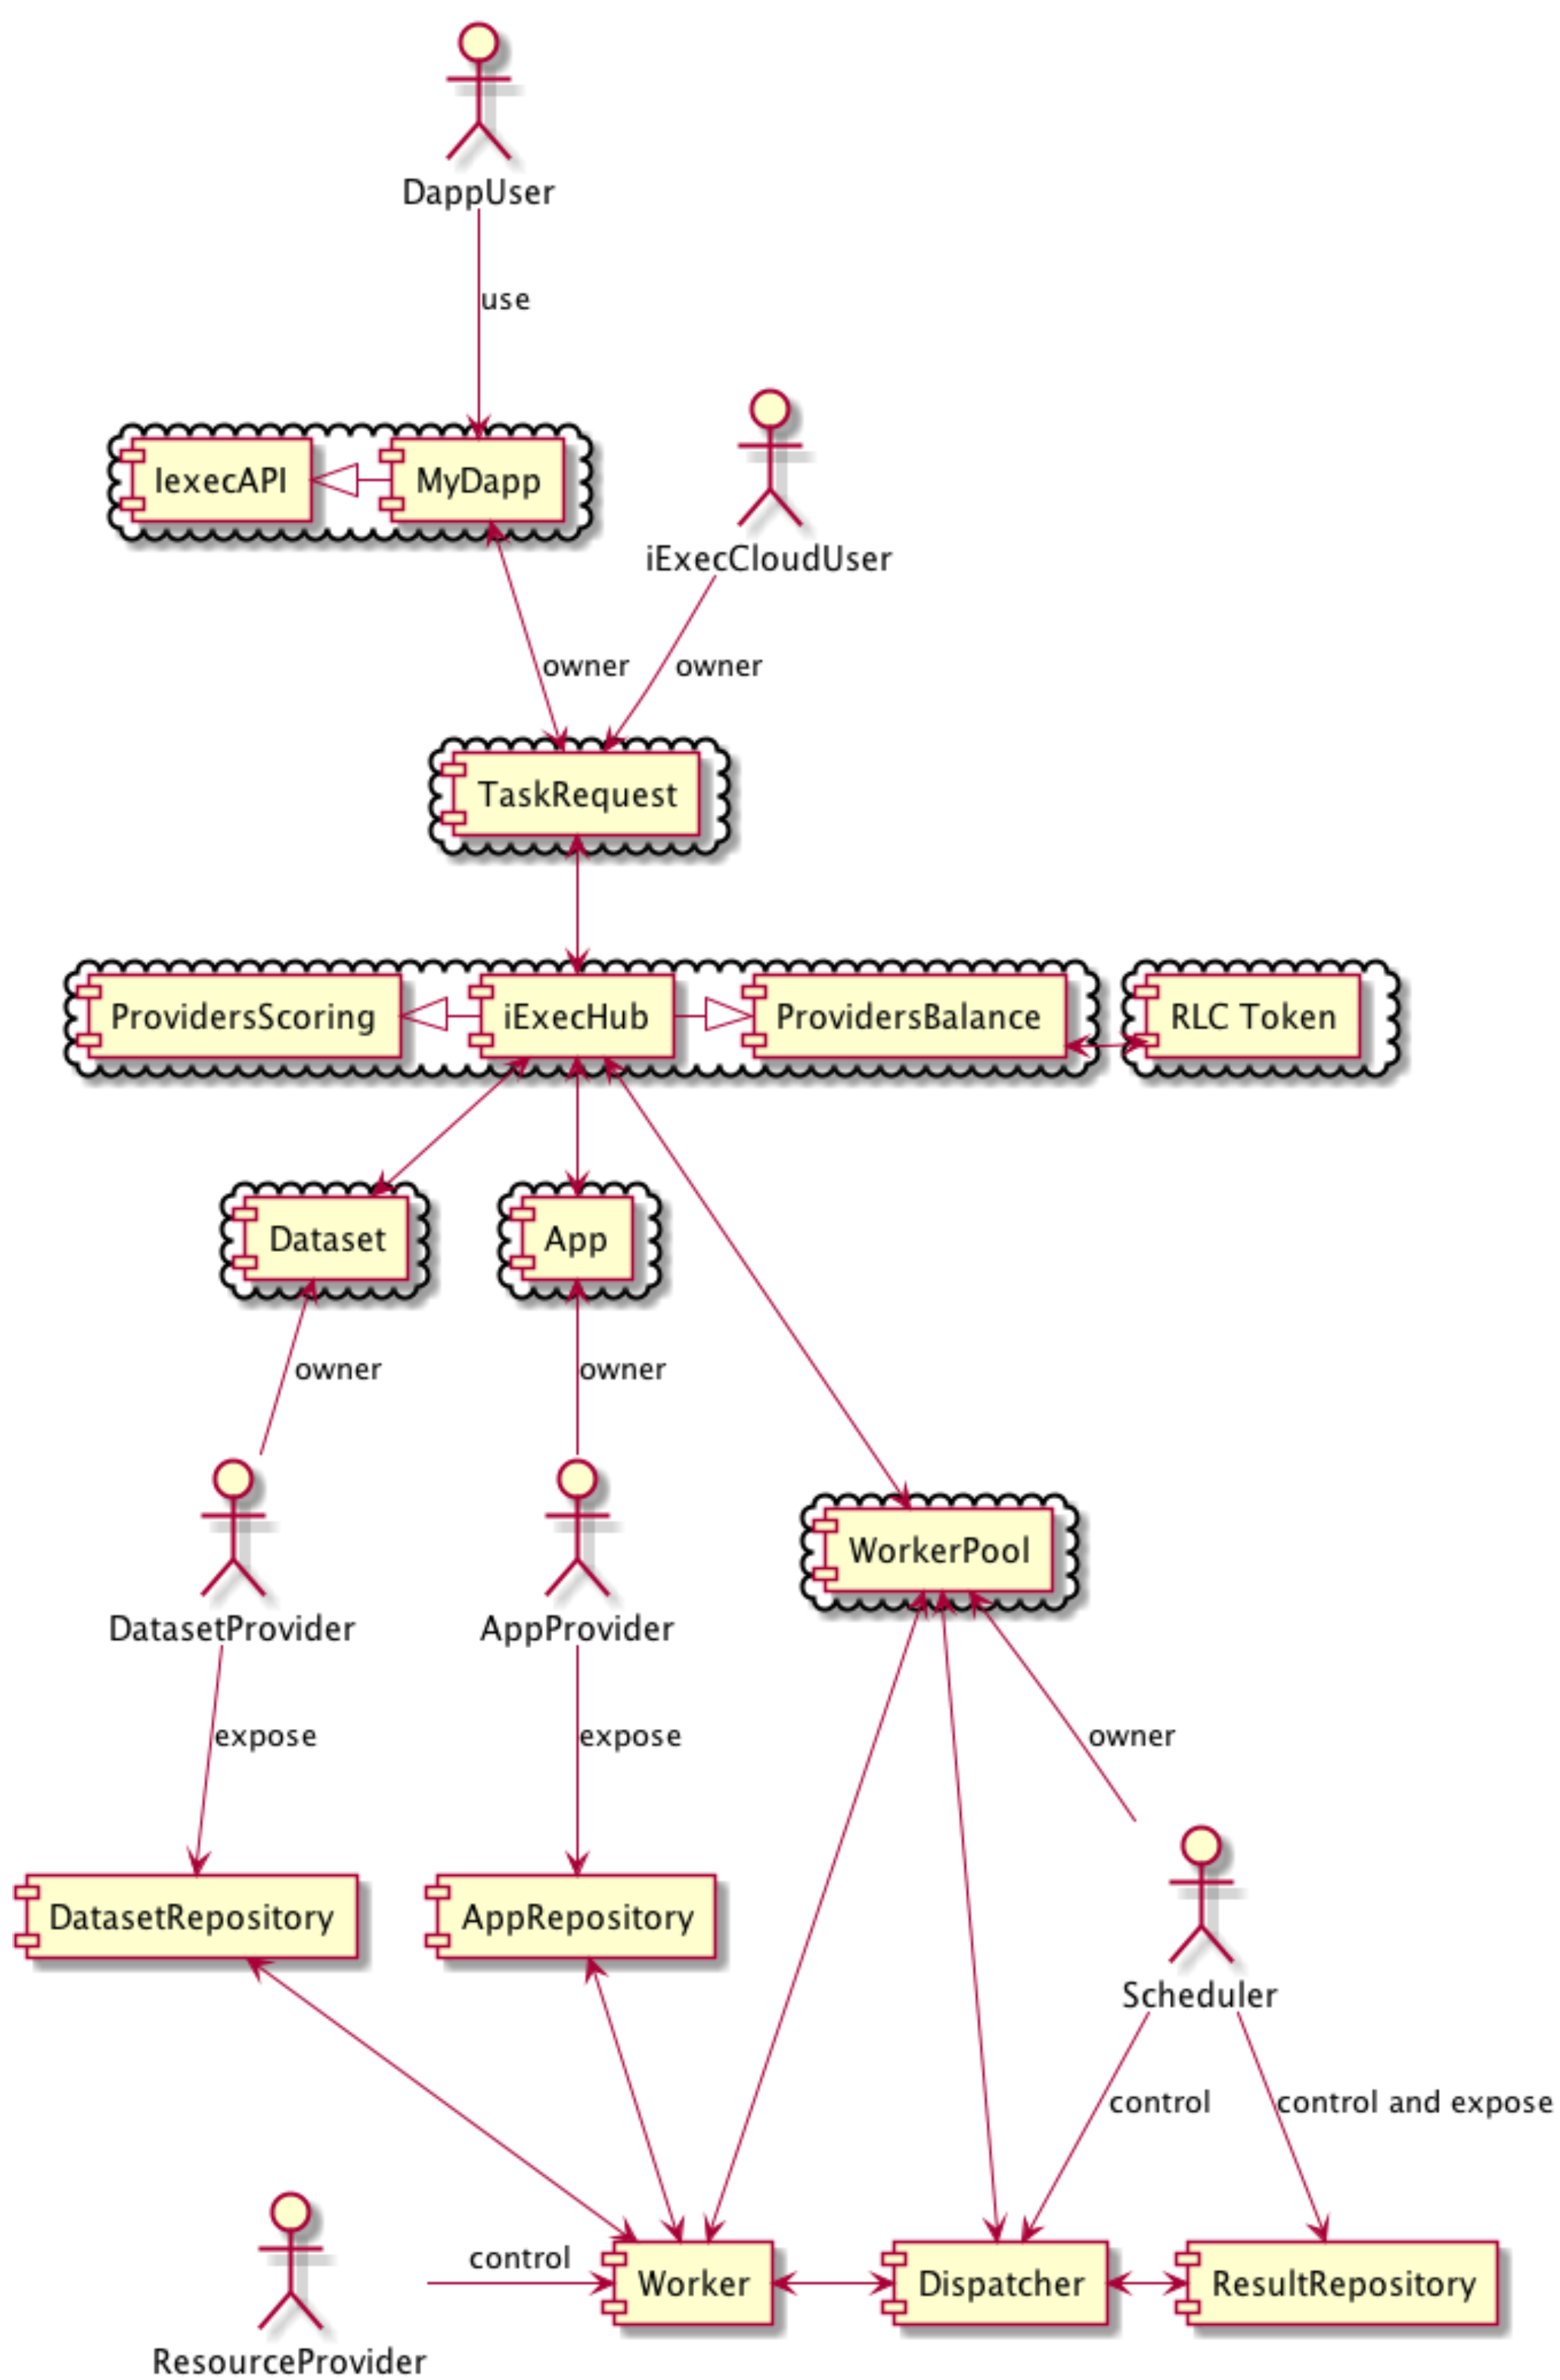 DappUser
use
IexecAPI
MyDapp
iExecCloudUser
owner
owner
TaskRequest
ProvidersScoring
iExecHub
ProvidersBalance
RLC Token
Dataset
App
owner
owner
WorkerPool
DatasetProvider
AppProvider
expose
expose
owner
DatasetRepository
AppRepository
Scheduler
control
control and expose
control
Worker
Dispatcher
ResultRepository
ResourceProvider